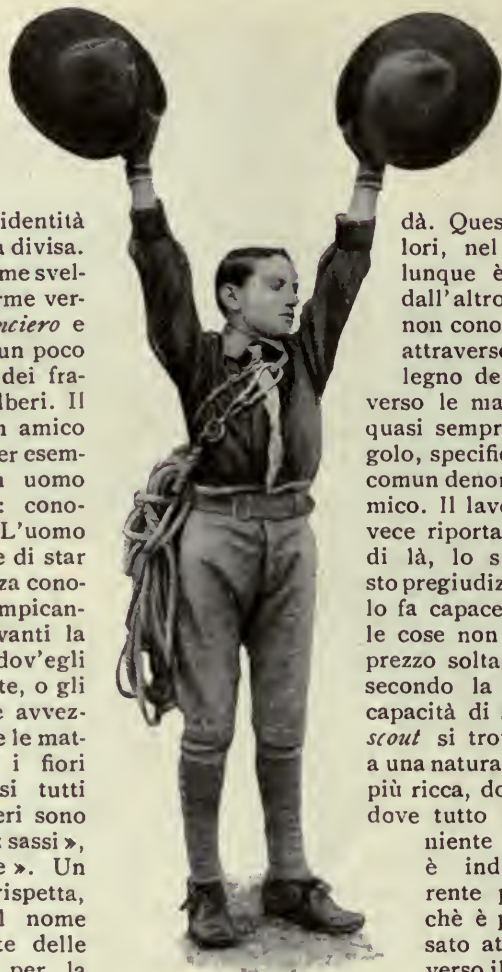 identità
a divisa.
me svel-
rme ver-
nciero e
un poco
dei fra-
lberi. Il
n amico
er esem-
n uomo
: cono-
L'uomo
e di star
za cono-
mpican-
vanti la
dov'egli
te, o gli
e avvez-
e le mat-
i fiori
si tutti
eri sono
sassi »,
e ». Un
rispetta,
l nome
te delle
per la
dà. Ques
lori, nel
lunque è
dall'altro
non cono
attraverso
legno de
verso le ma
quasi sempr
golo, specific
comun denor
mico. Il lavo
vece riporta
di là, lo s
sto pregiudiz
lo fa capace
le cose non
prezzo solta
secondo la
capacità di
scout si tro
a una natura
più ricca, do
dove tutto
niente
è ind
rente p
chè è p
sato at
verso il